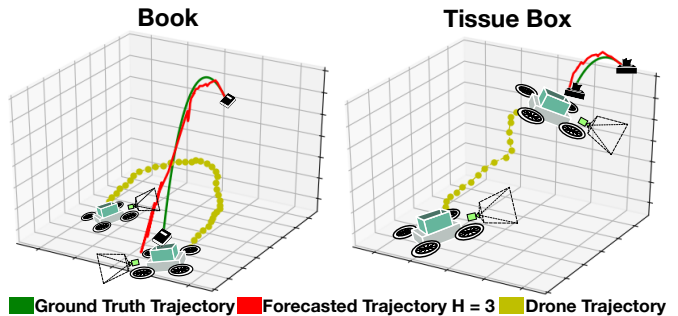 Book
Tissue Box
Ground Truth Trajectory
Forecasted Trajectory H = 3
Drone Trajectory